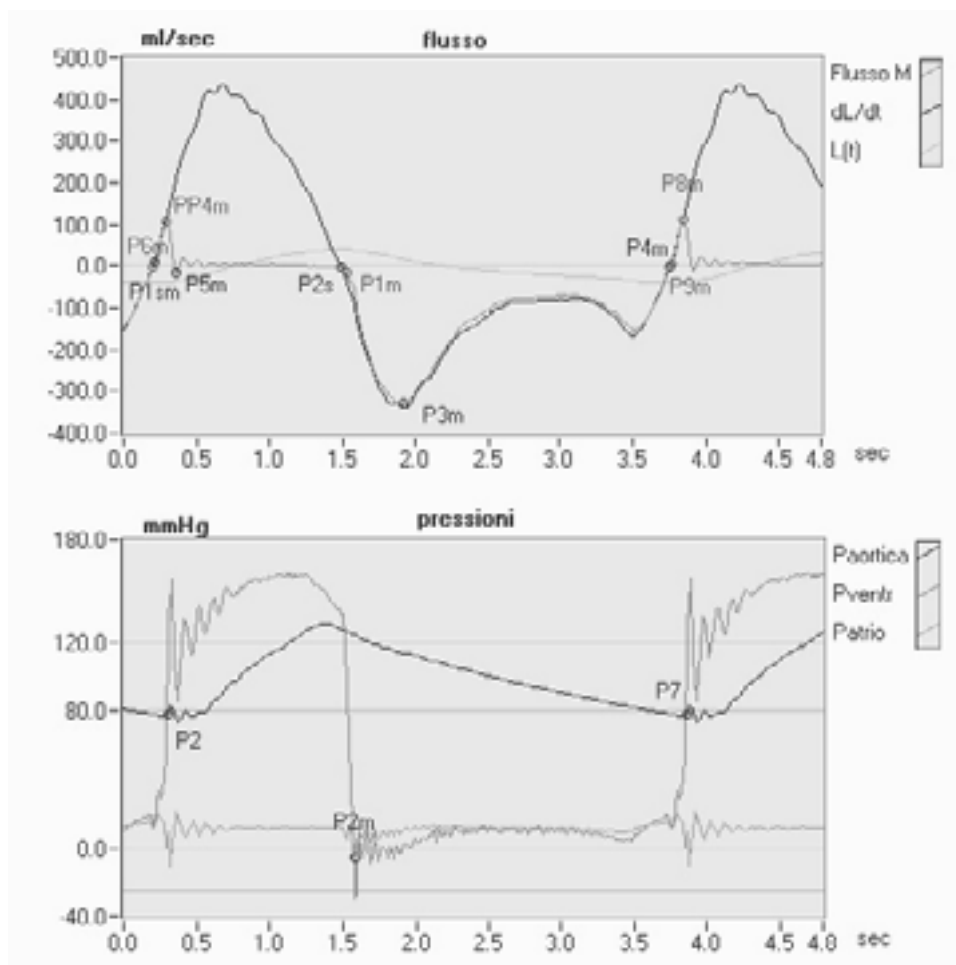 ml/sec flusso
500.0
400.0
300.0
200.0
100.0
0.0
-100.0
-200.0
-300.0
-400.0
Flusso M
dL/dt
L(t)
PP4m
P6m
P1sm
P5m
P2s
P1m
P3m
P8m
P4m
P9m
0.0 0.5 1.0 1.5 2.0 2.5 3.0 3.5 4.0 4.5 4.8 sec
mmHg pressioni
180.0
120.0
80.0
0.0
-40.0
Paortica
Pventr
Patrio
P2
P2m
P7
0.0 0.5 1.0 1.5 2.0 2.5 3.0 3.5 4.0 4.5 4.8 sec